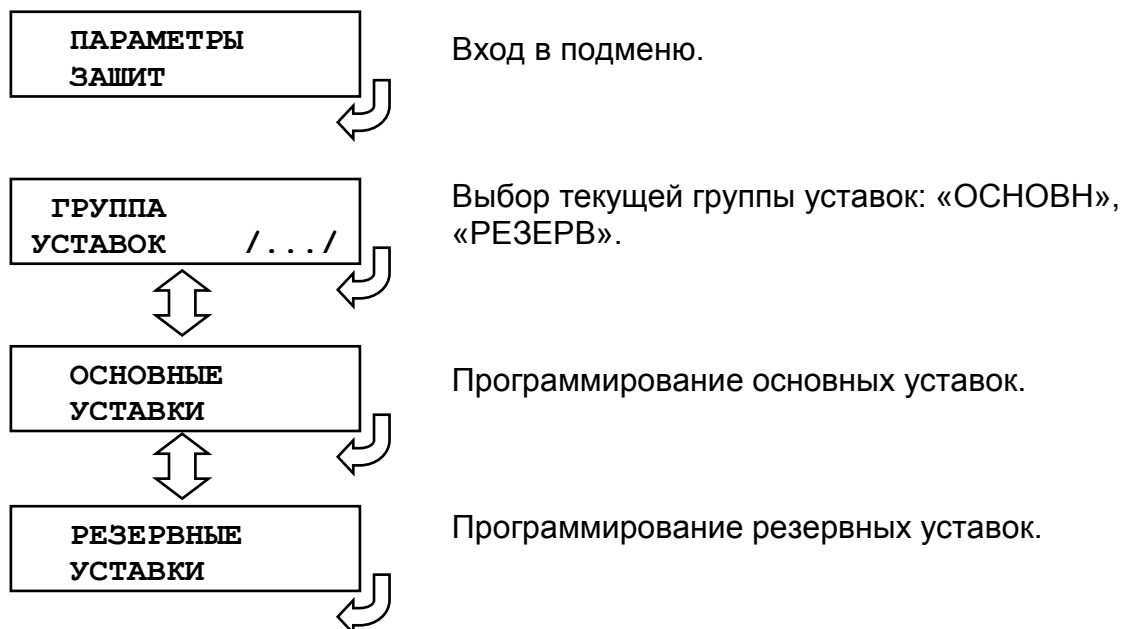 ПАРАМЕТРЫ
ЗАШИТ
Вход в подменю.
ГРУППА
УСТАВОК /.../
Выбор текущей группы уставок: «ОСНОВН»,
«РЕЗЕРВ».
ОСНОВНЫЕ
УСТАВКИ
Программирование основных уставок.
РЕЗЕРВНЫЕ
УСТАВКИ
Программирование резервных уставок.